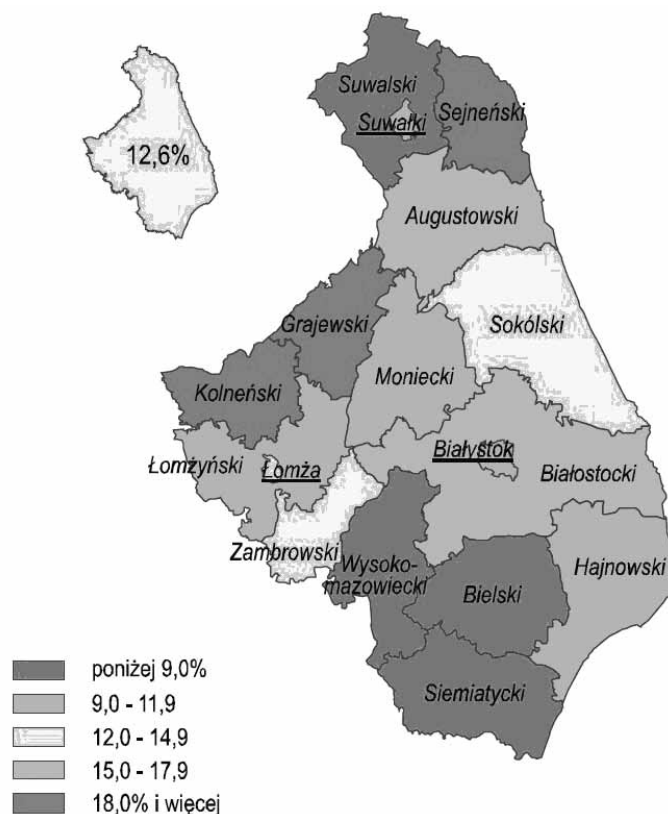 12,6%
Suwalski
Suwałki
Sejneński
Augustowski
Grajewski
Sokólski
Moniecki
Kolneński
Łomżyński
Łomża
Białystok
Białostocki
Zambrowski
Wysoko-
mazowiecki
Hajnowski
Bielski
Siemiatycki
poniżej 9,0%
9,0 - 11,9
12,0 - 14,9
15,0 - 17,9
18,0% i więcej